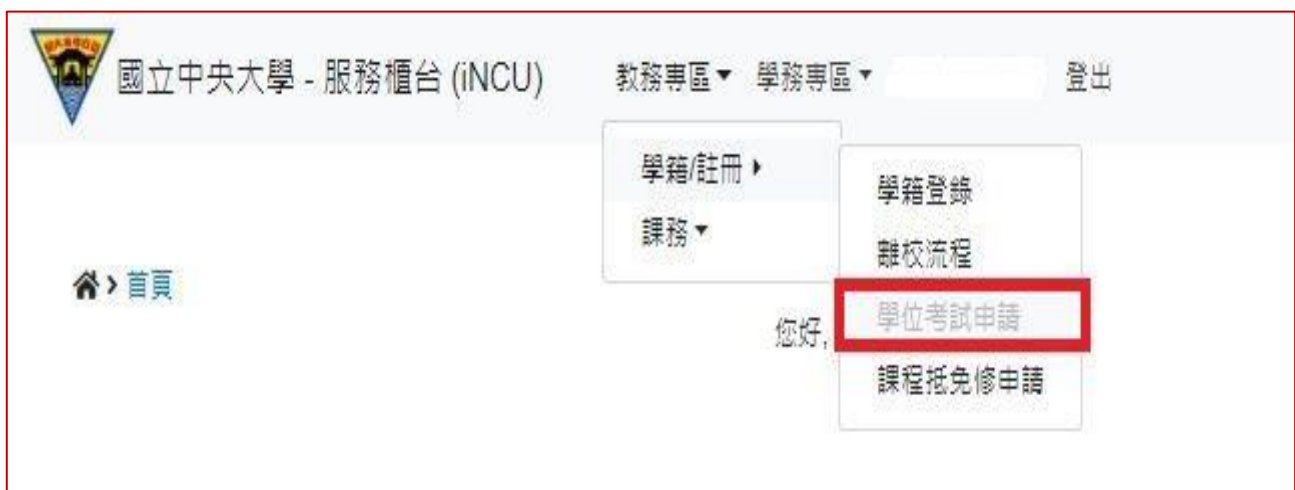 國立中央大學 - 服務櫃台 (iNCU) 教務專區▼ 學務專區▼ 登出
學籍/註冊
課務▼
學籍登錄
離校流程
學位考試申請
課程抵免修申請
首頁
您好,